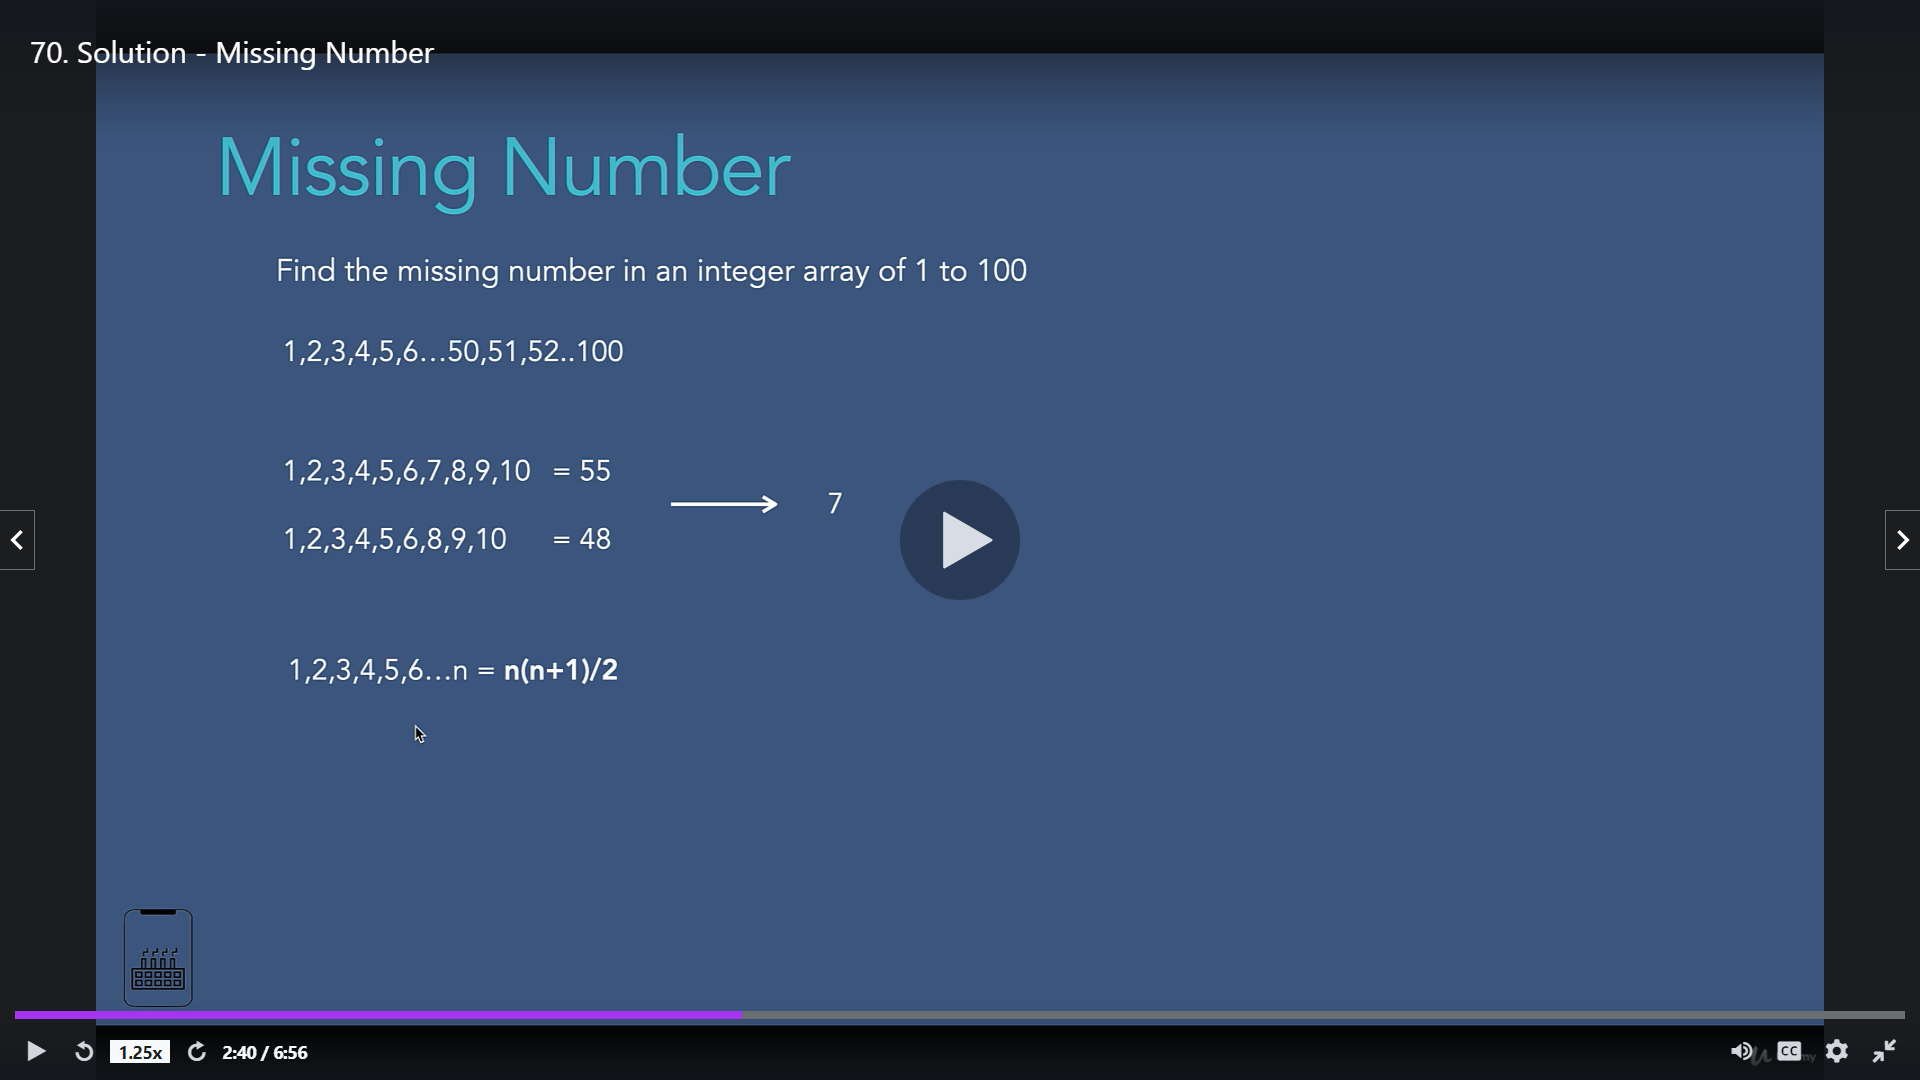 70. Solution - Missing Number
Missing Number
Find the missing number in an integer array of 1 to 100
1,2,3,4,5,6...50,51,52..100
1,2,3,4,5,6,7,8,9,10 = 55
7
1,2,3,4,5,6,8,9,10 = 48
1,2,3,4,5,6...n = n(n+1)/2
1.25x
2:40 / 6:56
CC